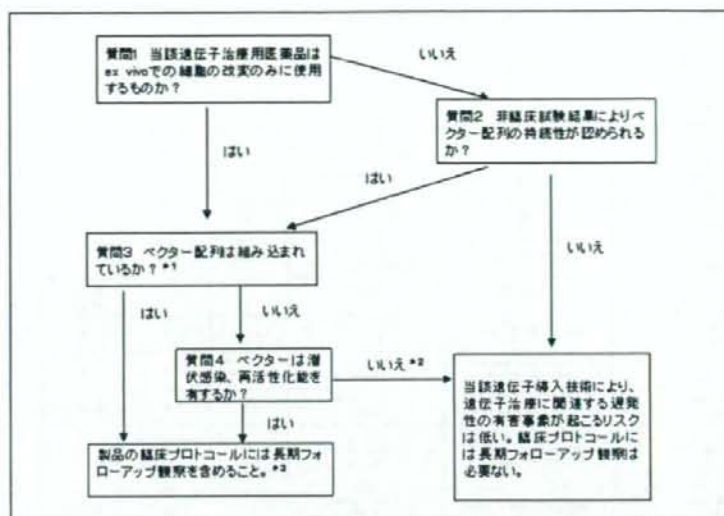 質問1 当該遺伝子治療用医薬品は
ex vivoでの細胞の改変のみに使用
するものか？
いいえ
質問2 非臨床試験結果によりベ
クター配列の持続性が認められる
か？
はい
はい
質問3 ベクター配列は組み込まれ
ているか？ *1
いいえ
はい
いいえ
質問4 ベクターは潜
伏感染、再活性化能を
有するか？
いいえ *2
当該遺伝子導入技術により、
遺伝子治療に関連する遅発
性の有害事象が起こるリスク
は低い。臨床プロトコールに
は長期フォローアップ観察は
必要ない。
はい
製品の臨床プロトコールには長期フォ
ローアップ観察を含めること。*3